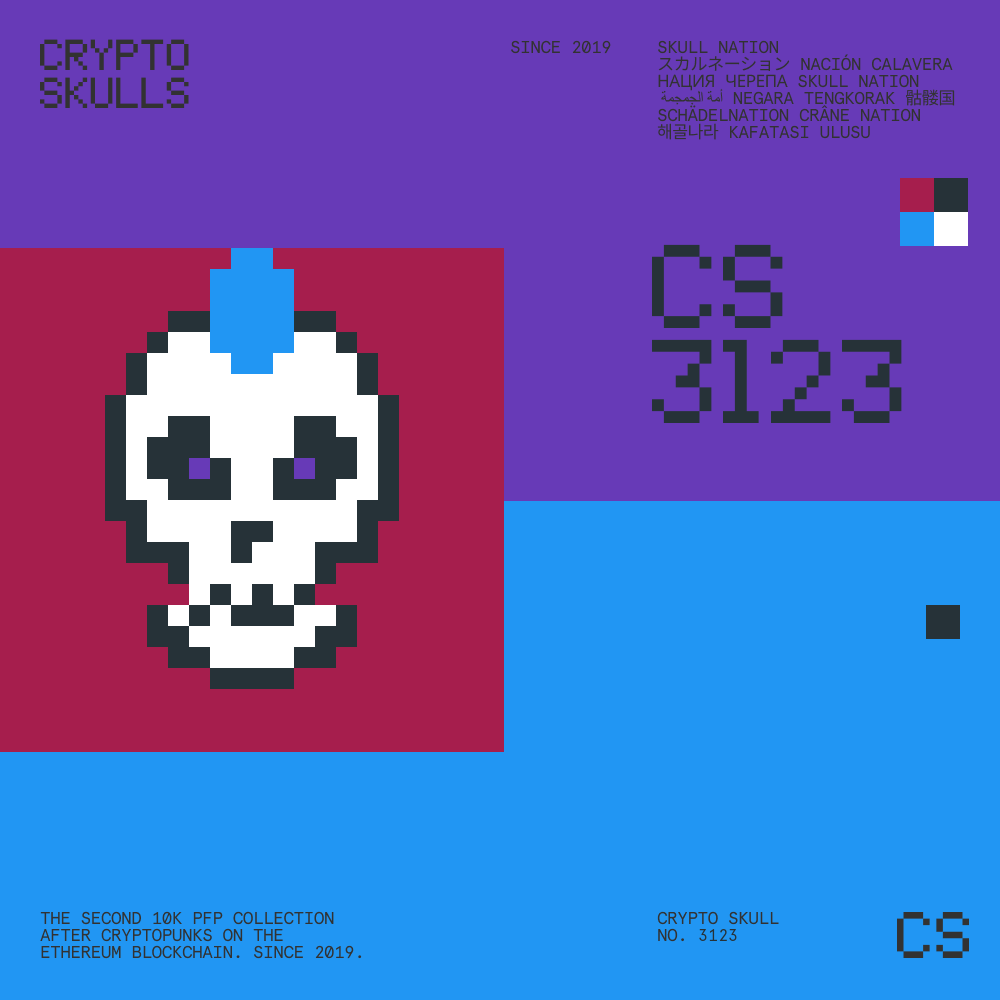 CRYPTO
SKULLS
SINCE 2019
SKULL NATION
スカルネーション NACIÓN CALAVERA
НАЦИЯ ЧЕРЕПА SKULL NATION
أمة الجمجمة NEGARA TENGKORAK 骷髅国
SCHÄDELNATION CRÂNE NATION
해골나라 KAFATASI ULUSU
CS
3123
THE SECOND 10K PFP COLLECTION
AFTER CRYPTOPUNKS ON THE
ETHEREUM BLOCKCHAIN. SINCE 2019.
CRYPTO SKULL
NO. 3123
CS